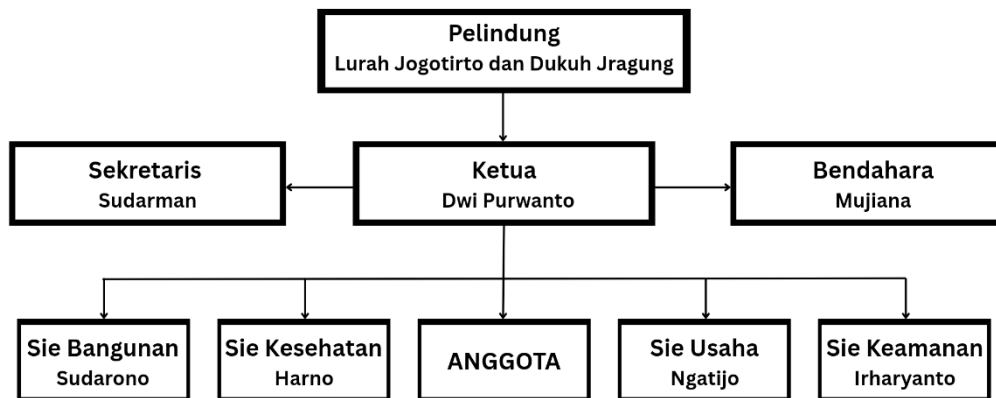 Pelindung
Lurah Jogotirto dan Dukuh Jragung
Sekretaris
Sudarman
Ketua
Dwi Purwanto
Bendahara
Mujiana
Sie Bangunan
Sudarono
Sie Kesehatan
Harno
ANGGOTA
Sie Usaha
Ngatijo
Sie Keamanan
Irharyanto